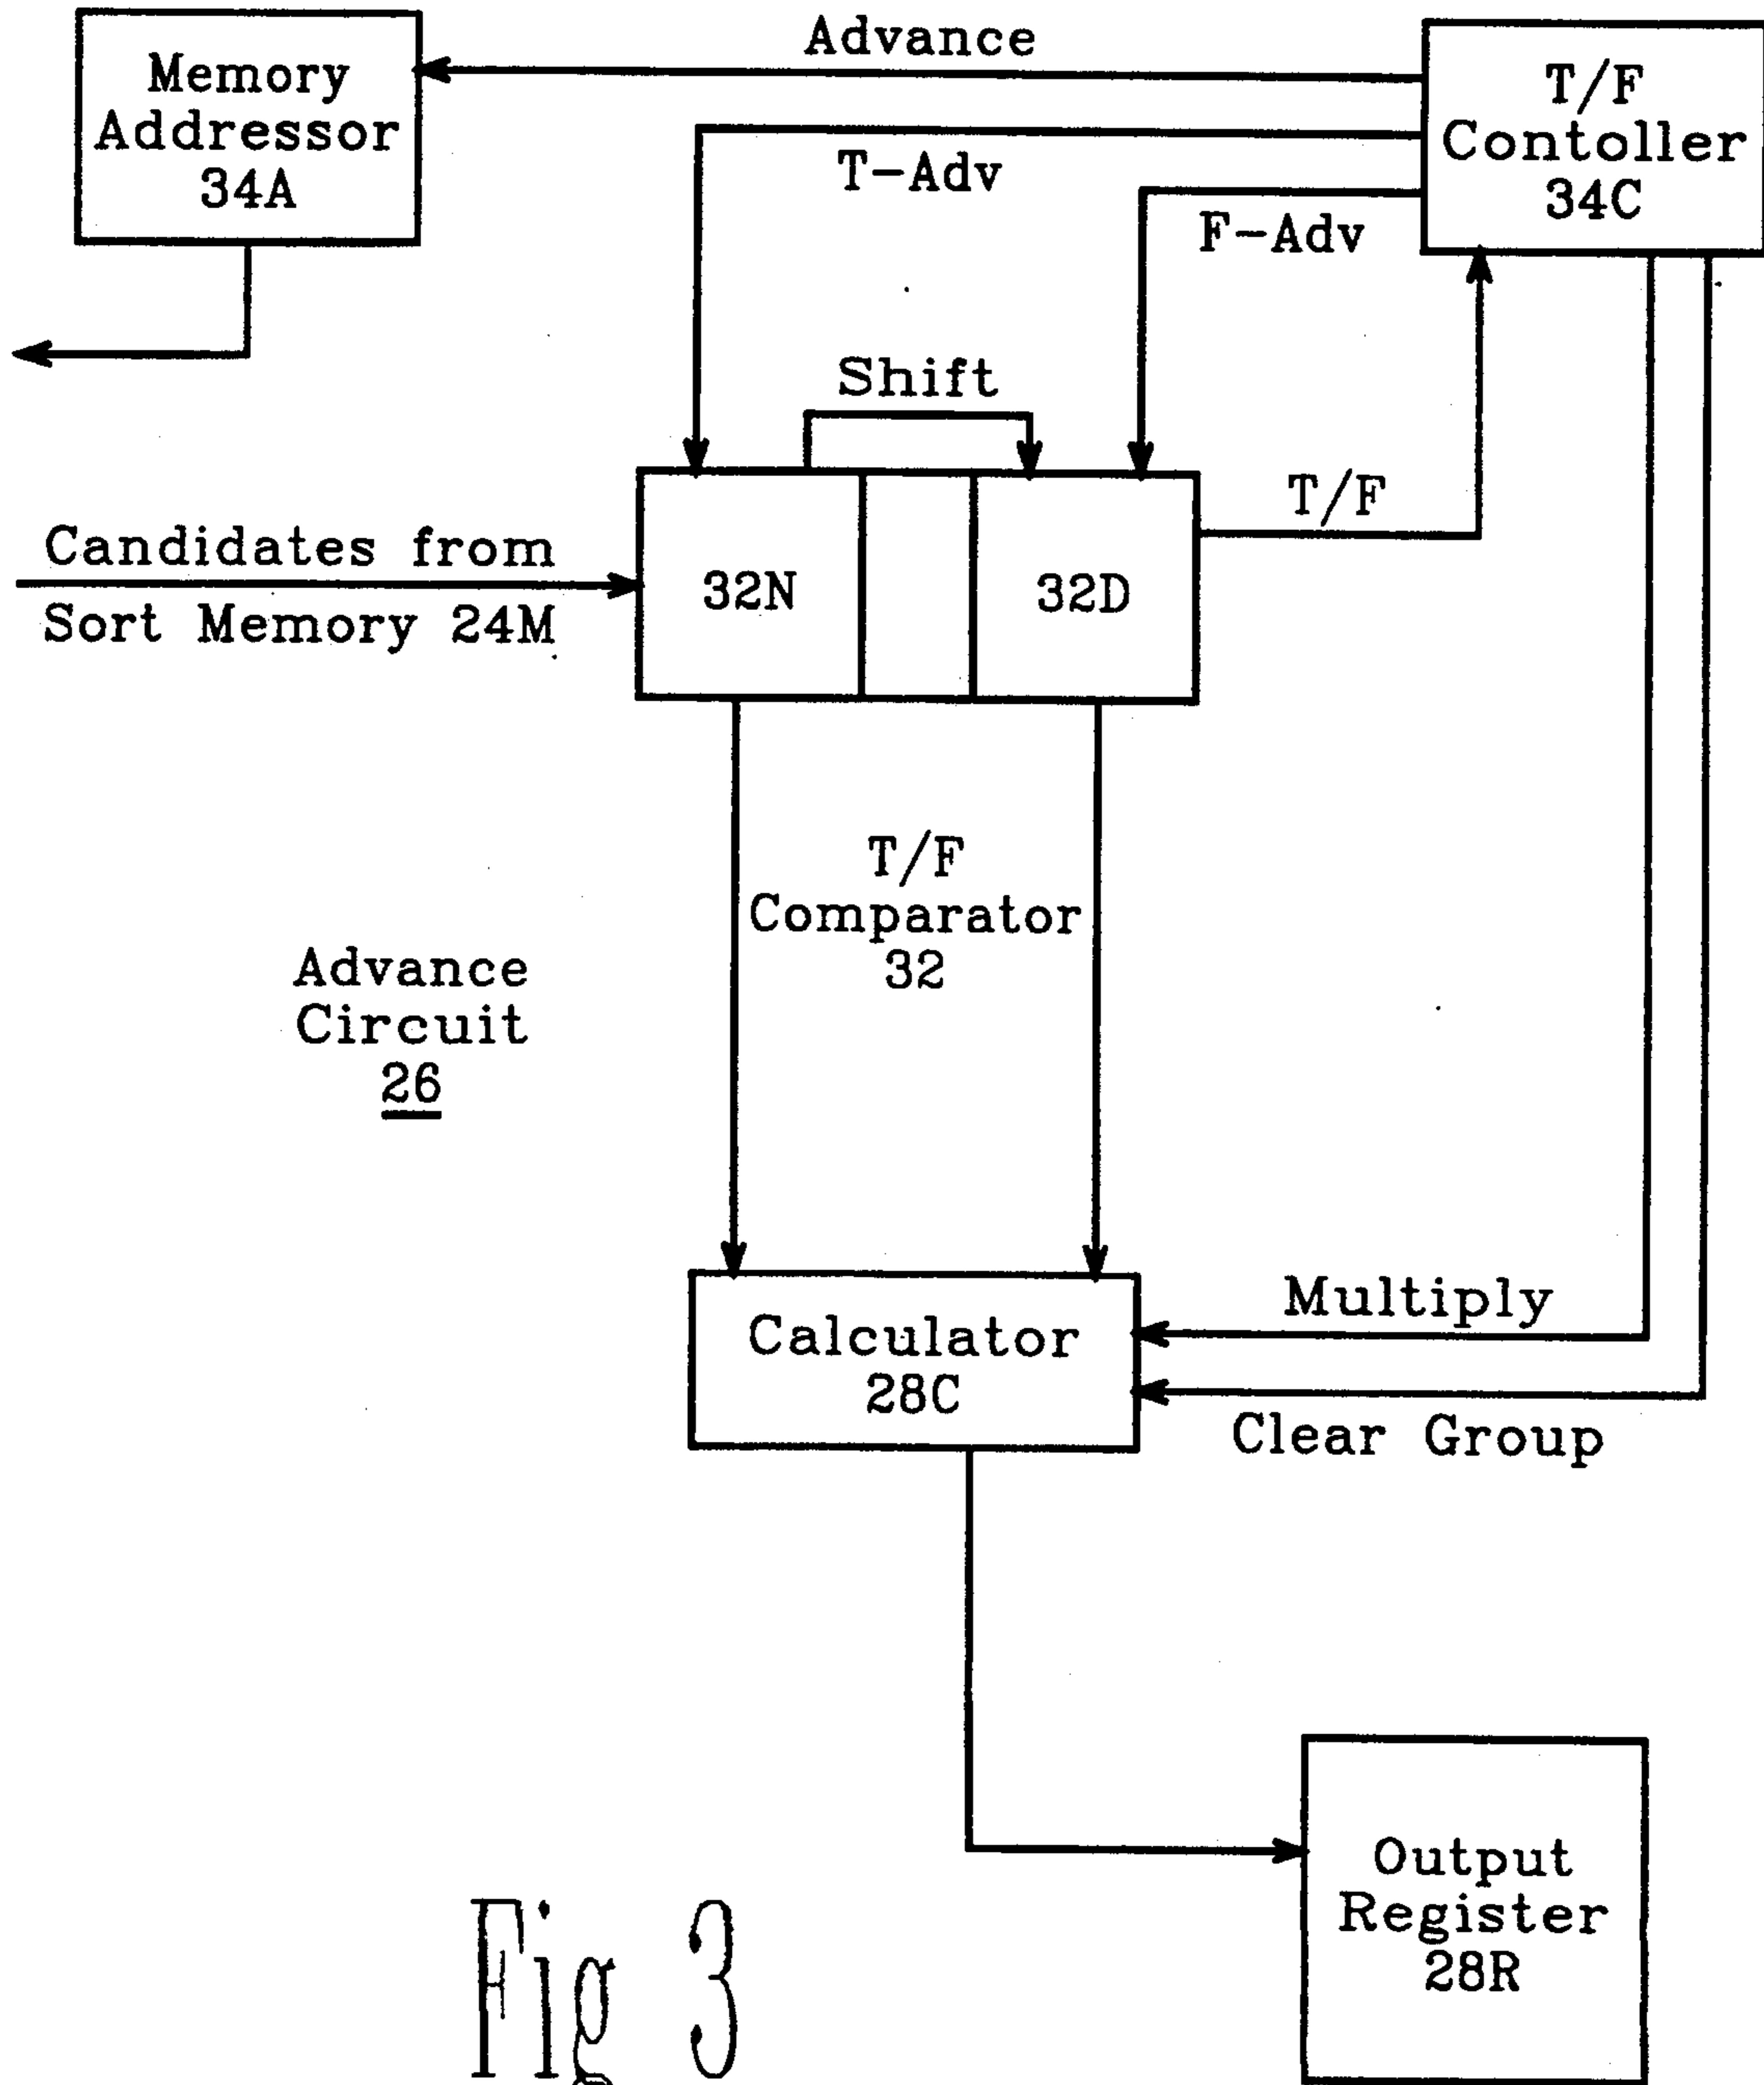 Advance
Memory
Addressor
34A
T/F
Contoller
34C
T-Adv
F-Adv
Shift
T/F
Candidates from
Sort Memory 24M
32N
32D
T/F
Comparator
32
Advance
Circuit
26
Multiply
Calculator
28C
Clear Group
Output
Register
28R
Fig 3